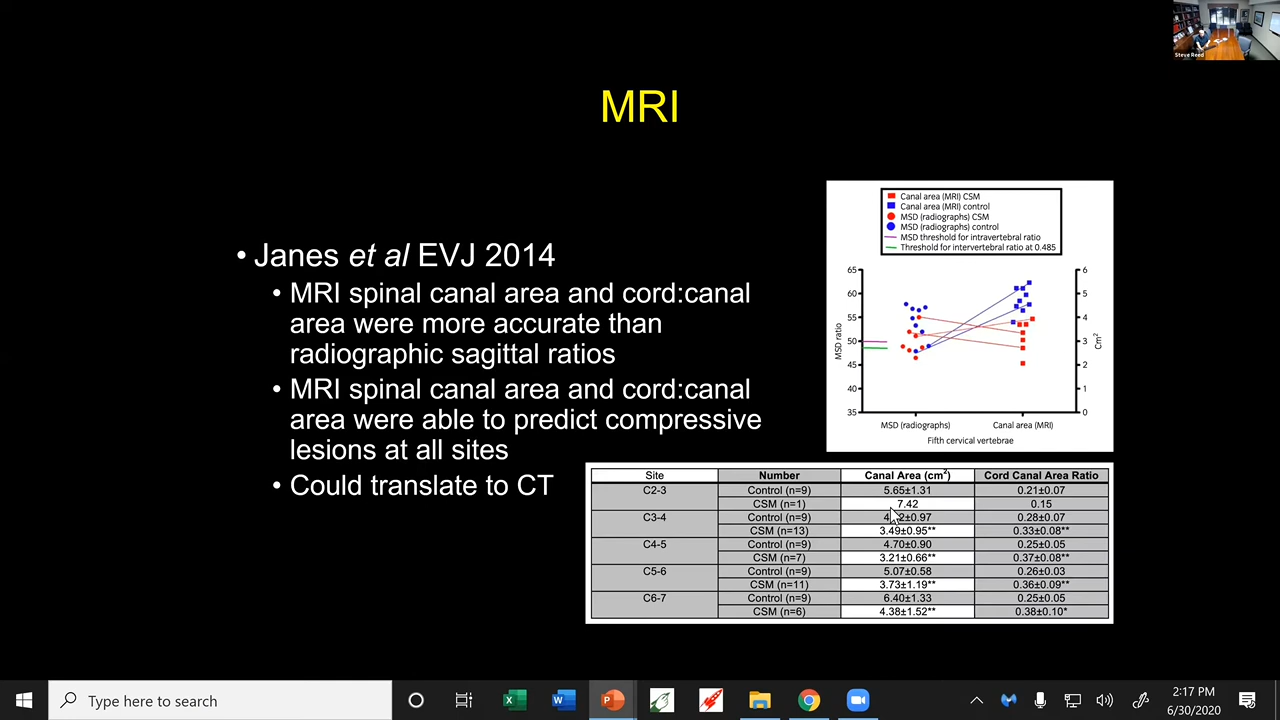 Steve Reed
MRI
• Janes et al EVJ 2014
• MRI spinal canal area and cord:canal
area were more accurate than
radiographic sagittal ratios
• MRI spinal canal area and cord:canal
area were able to predict compressive
lesions at all sites
• Could translate to CT
Canal area (MRI) CSM
Canal area (MRI) control
MSD (radiographs) CSM
MSD (radiographs) control
MSD threshold for intravertebral ratio
Threshold for intervertebral ratio at 0.485
65
60
55
50
45
40
35
MSD ratio
6
5
4
3
2
1
0
Cm²
MSD (radiographs) Canal area (MRI)
Fifth cervical vertebrae
Site Number Canal Area (cm²) Cord Canal Area Ratio
C2-3 Control (n=9) 5.65±1.31 0.21±0.07
CSM (n=1) 7.42 0.15
C3-4 Control (n=9) 0.28±0.07
CSM (n=13) 3.49±0.95** 0.33±0.08**
C4-5 Control (n=9) 4.70±0.90 0.25±0.05
CSM (n=7) 3.21±0.66** 0.37±0.08**
C5-6 Control (n=9) 5.07±0.58 0.26±0.03
CSM (n=11) 3.73±1.19** 0.36±0.09**
C6-7 Control (n=9) 6.40±1.33 0.25±0.05
CSM (n=6) 4.38±1.52** 0.38±0.10*
Type here to search
2:17 PM
6/30/2020